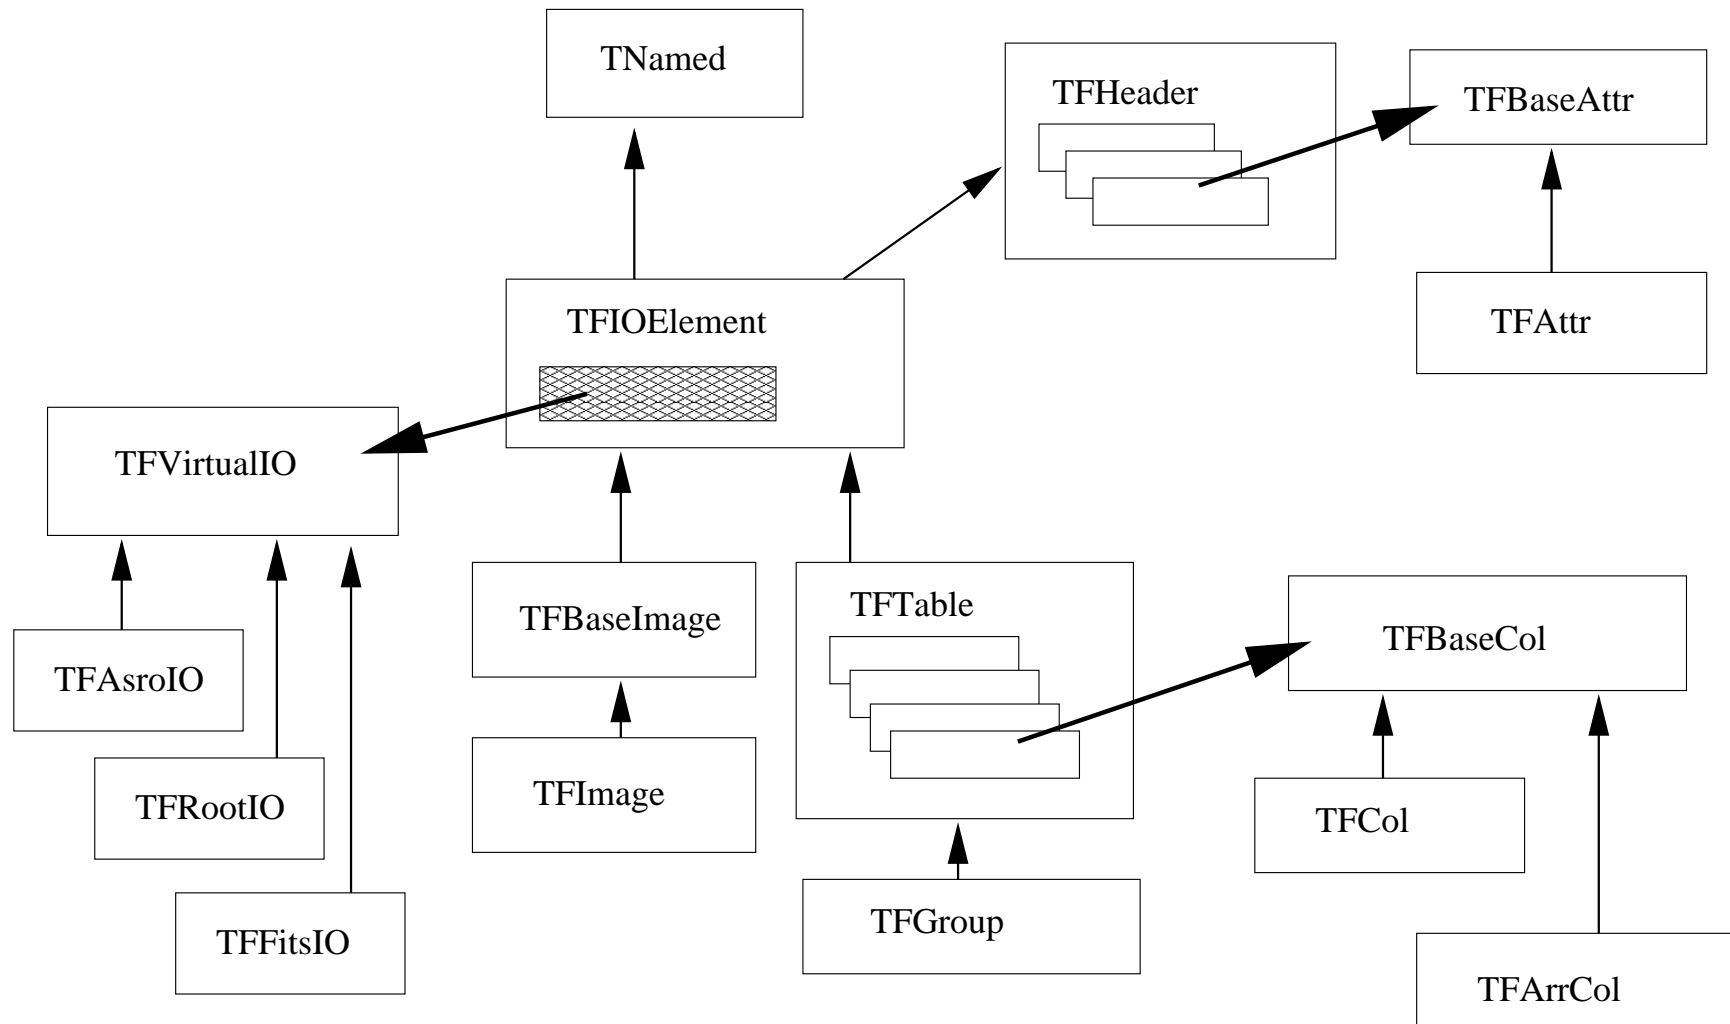 TNamed
TFHeader
TFBaseAttr
TFIOElement
TFAttr
TFVirtualIO
TFBaseImage
TFTable
TFBaseCol
TFAsroIO
TFRootIO
TFImage
TFCol
TFFitsIO
TFGroup
TFArrCol